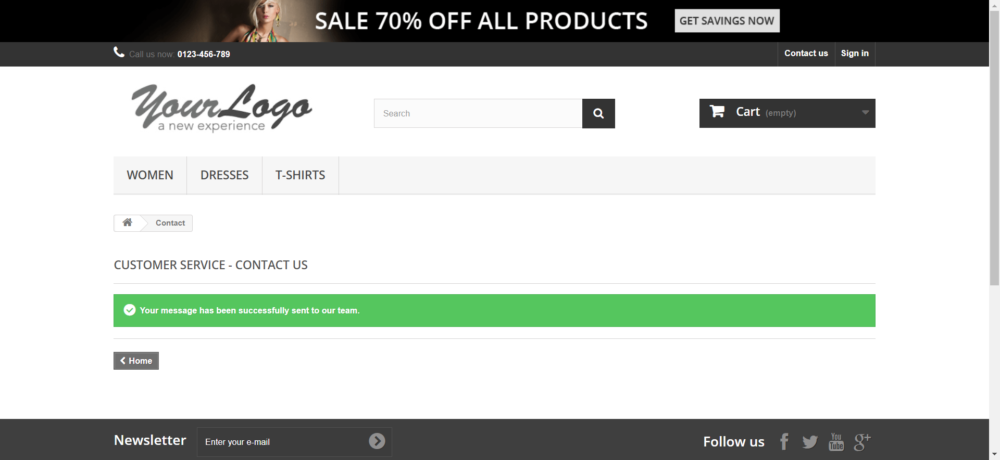 SALE 70% OFF ALL PRODUCTS GET SAVINGS NOW
Call us now: 0123-456-789 Contact us Sign in
Your Logo
a new experience
Search
Cart (empty)
WOMEN DRESSES T-SHIRTS
Contact
CUSTOMER SERVICE - CONTACT US
Your message has been successfully sent to our team.
Home
Newsletter Enter your e-mail Follow us f You Tube g+